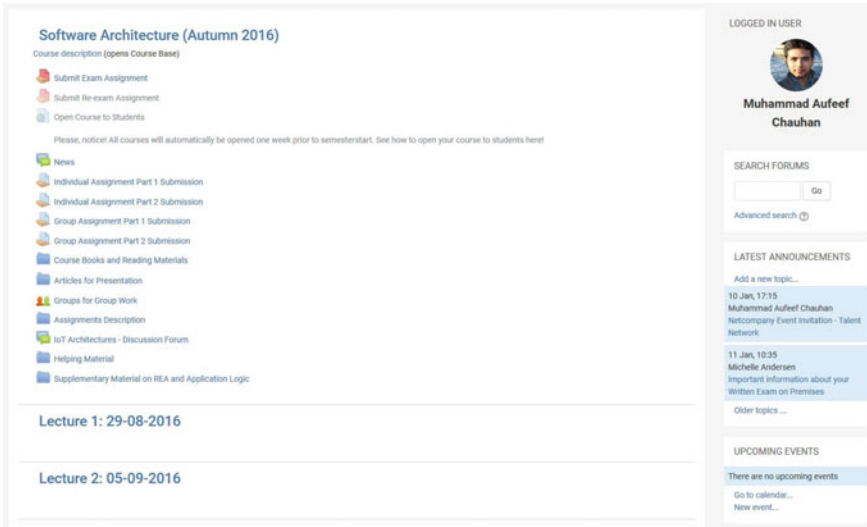 Software Architecture (Autumn 2016)
Course description (opens Course Base)
Submit Exam Assignment
Submit Re-exam Assignment
Open Course to Students
Please, notice! All courses will automatically be opened one week prior to semesterstart. See how to open your course to students here!
News
Individual Assignment Part 1 Submission
Individual Assignment Part 2 Submission
Group Assignment Part 1 Submission
Group Assignment Part 2 Submission
Course Books and Reading Materials
Articles for Presentation
Groups for Group Work
Assignments Description
IoT Architectures - Discussion Forum
Helping Material
Supplementary Material on REA and Application Logic
Lecture 1: 29-08-2016
Lecture 2: 05-09-2016
LOGGED IN USER
Muhammad Aufeef
Chauhan
SEARCH FORUMS
Go
Advanced search ?
LATEST ANNOUNCEMENTS
Add a new topic...
10 Jan, 17:15
Muhammad Aufeef Chauhan
Netcompany Event Invitation - Talent
Network
11 Jan, 10:35
Michelle Andersen
Important information about your
Written Exam on Premises
Older topics ...
UPCOMING EVENTS
There are no upcoming events
Go to calendar...
New event...